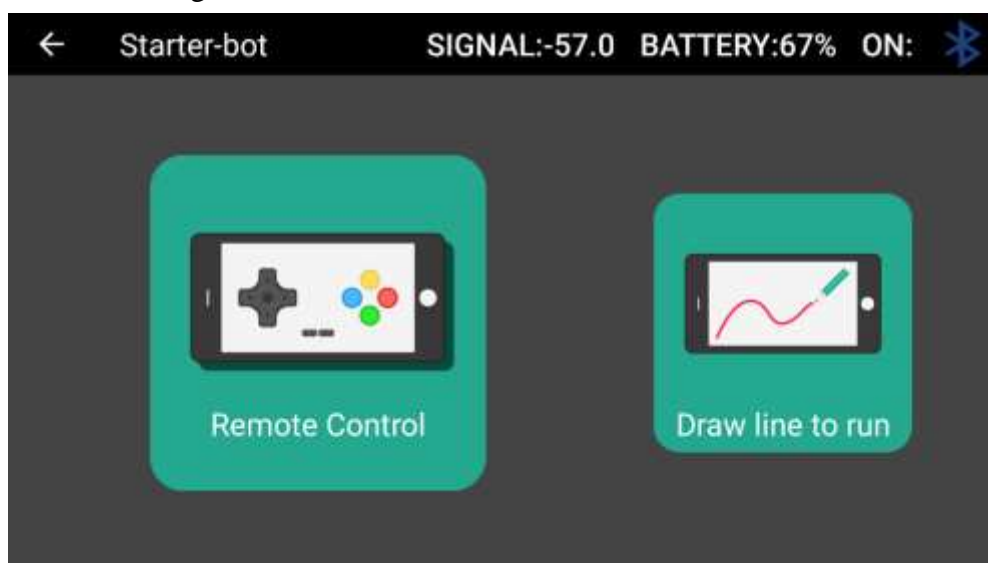 Starter-bot SIGNAL:-57.0 BATTERY:67% ON:
Remote Control
Draw line to run